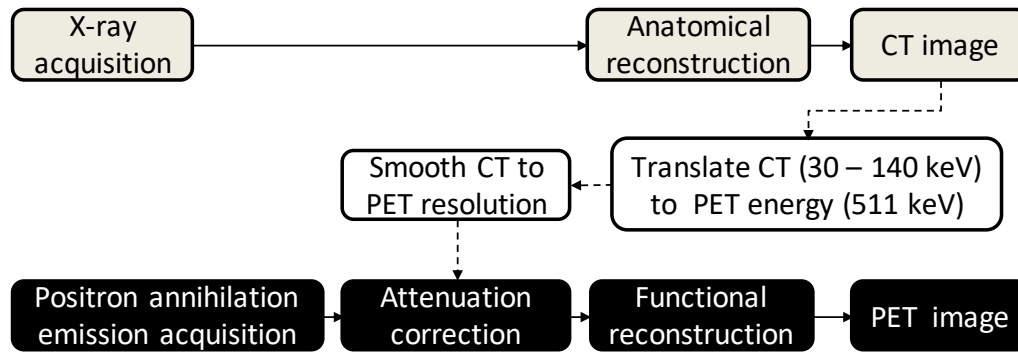 X-ray
acquisition
Anatomical
reconstruction
CT image
Smooth CT to
PET resolution
Translate CT (30 – 140 keV)
to PET energy (511 keV)
Positron annihilation
emission acquisition
Attenuation
correction
Functional
reconstruction
PET image